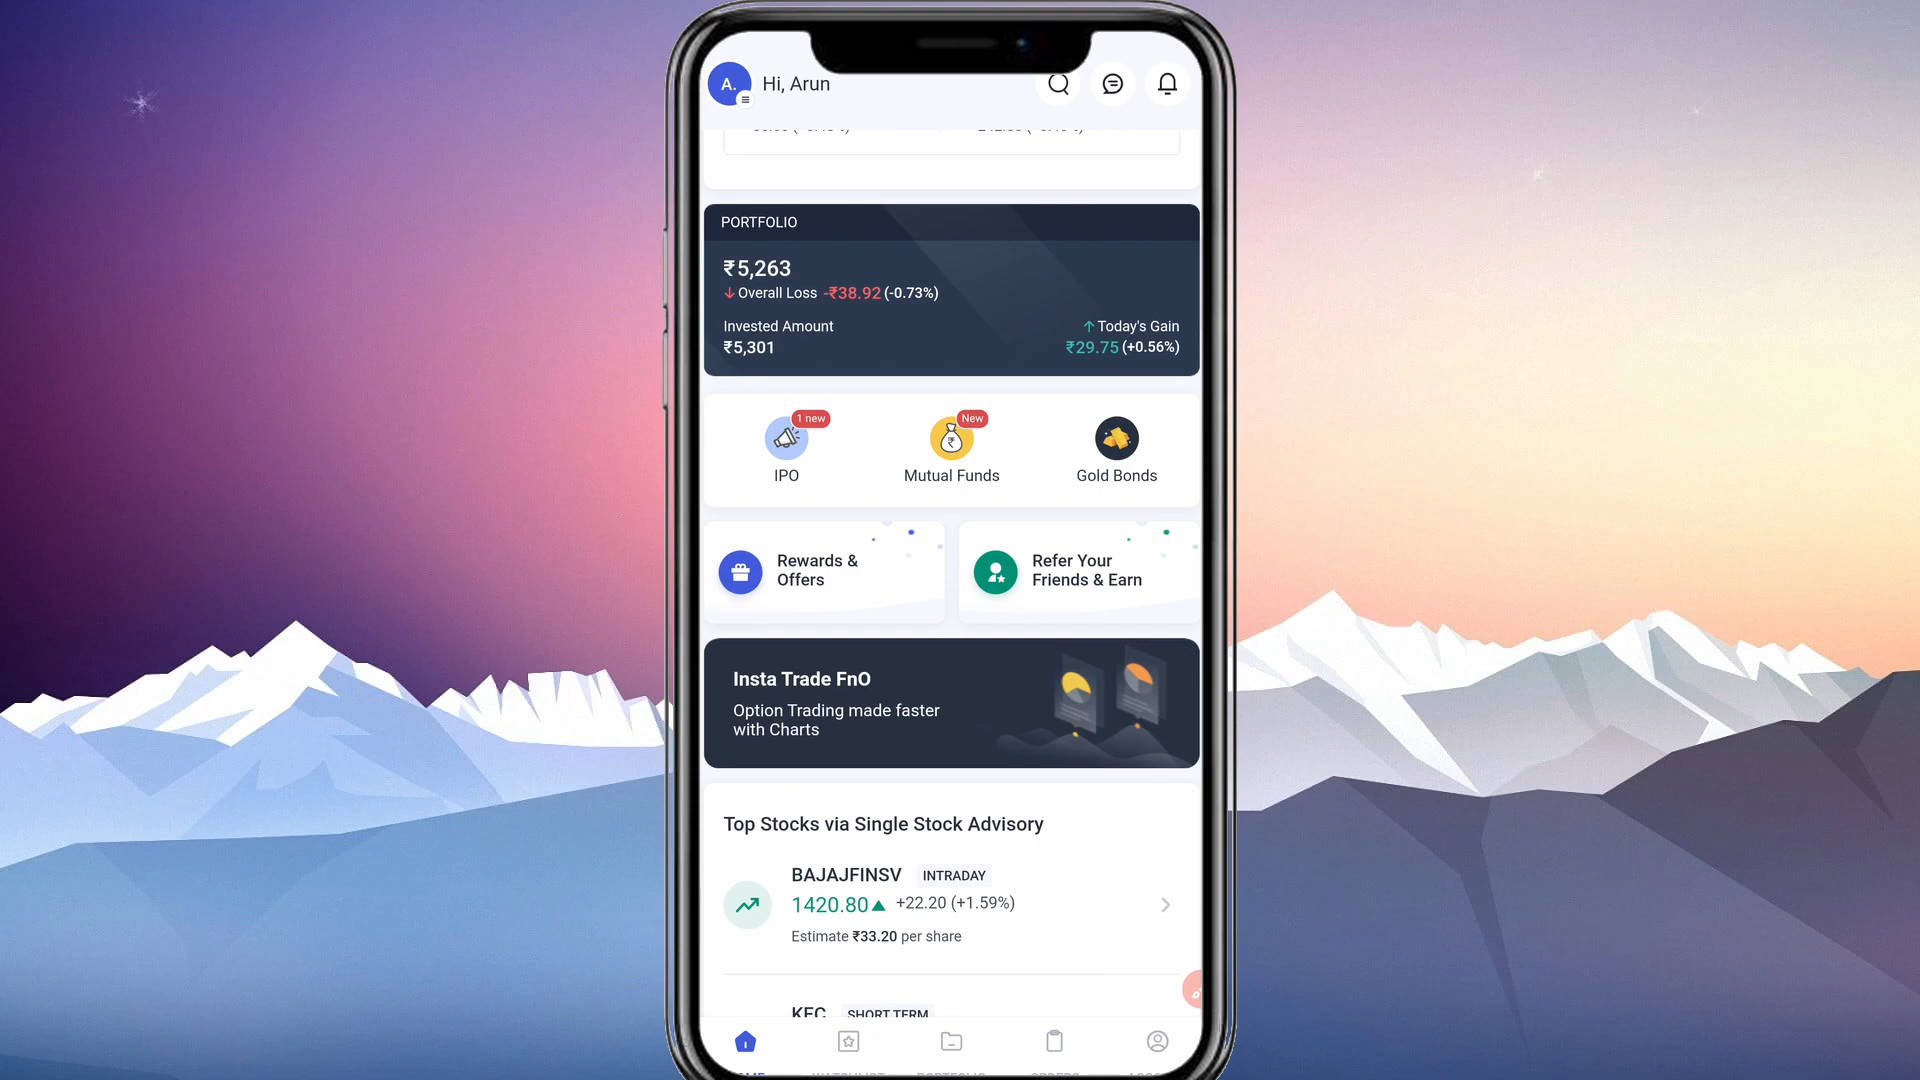 A.
Hi, Arun
PORTFOLIO
₹5,263
Overall Loss -₹38.92 (-0.73%)
Invested Amount
Today's Gain
₹5,301
₹29.75 (+0.56%)
1 new
New
IPO
Mutual Funds
Gold Bonds
Rewards &
Offers
Refer Your
Friends & Earn
Insta Trade FnO
Option Trading made faster
with Charts
Top Stocks via Single Stock Advisory
BAJAJFINSV INTRADAY
1420.80 +22.20 (+1.59%)
Estimate ₹33.20 per share
KEC SHORT TERM